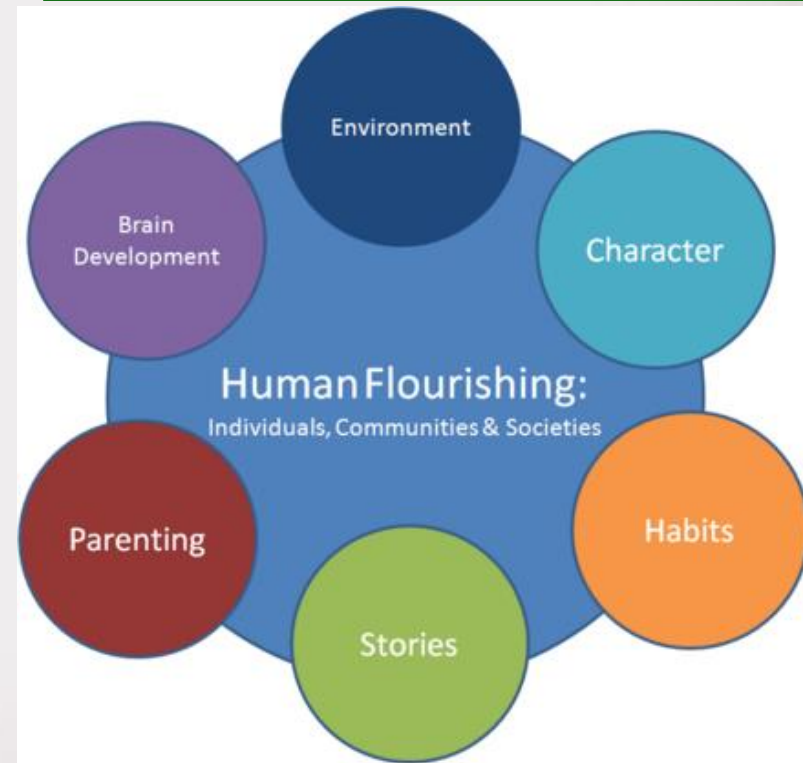 Environment
Brain
Development
Character
Human Flourishing:
Individuals, Communities & Societies
Parenting
Habits
Stories